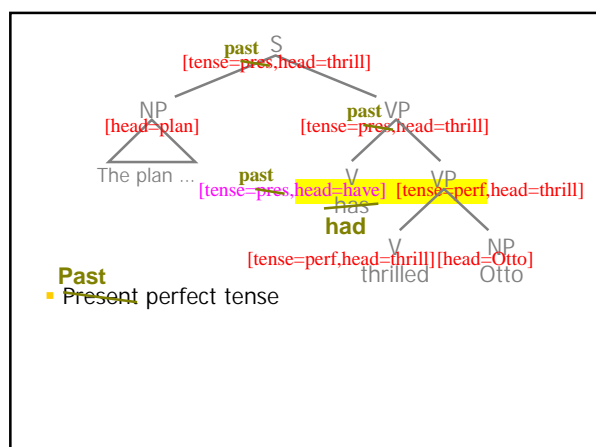 past S
[tense=pres,head=thrill]
NP past VP
[head=plan] [tense=pres,head=thrill]
The plan ... past V VP
[tense=pres,head=have] [tense=perf,head=thrill]
has
had
V NP
[tense=perf,head=thrill] [head=Otto]
thrilled Otto
Past
Present perfect tense